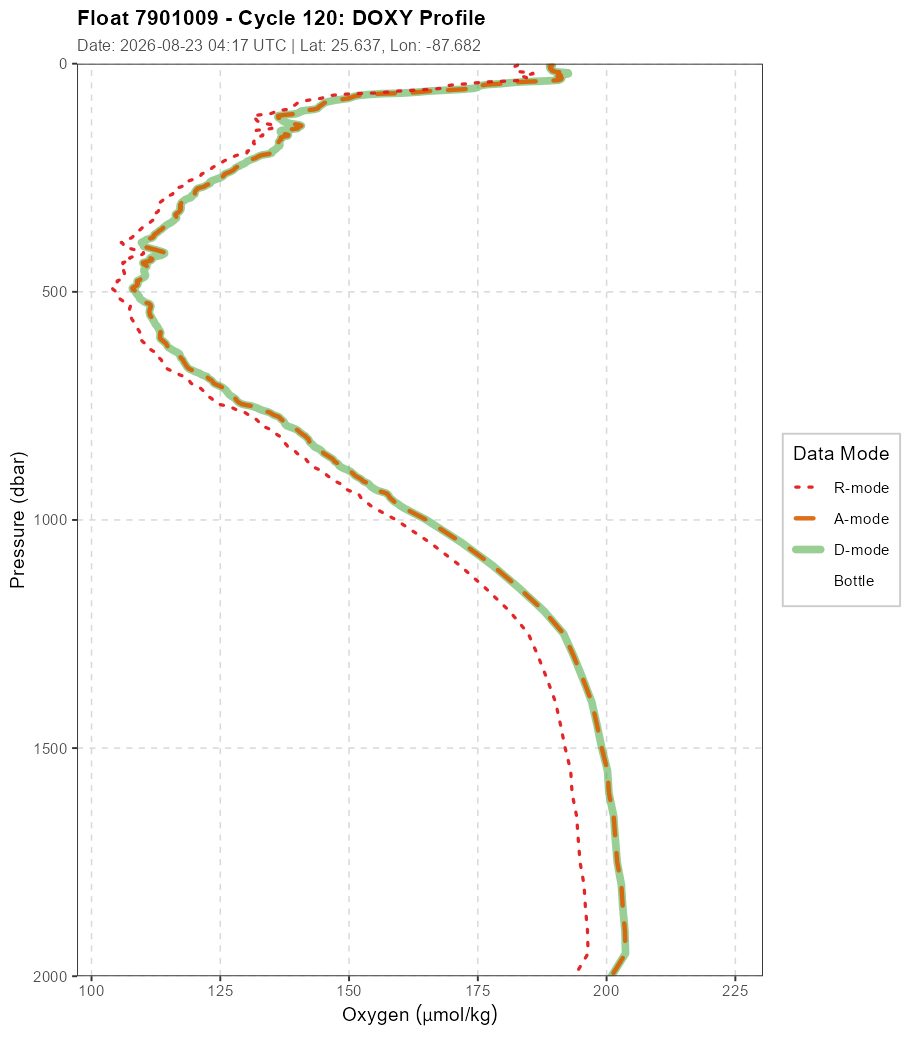 Float 7901009 - Cycle 120: DOXY Profile
Date: 2026-08-23 04:17 UTC | Lat: 25.637, Lon: -87.682
0
500
1000
1500
2000
Pressure (dbar)
100 125 150 175 200 225
Oxygen (μmol/kg)
Data Mode
R-mode
A-mode
D-mode
Bottle